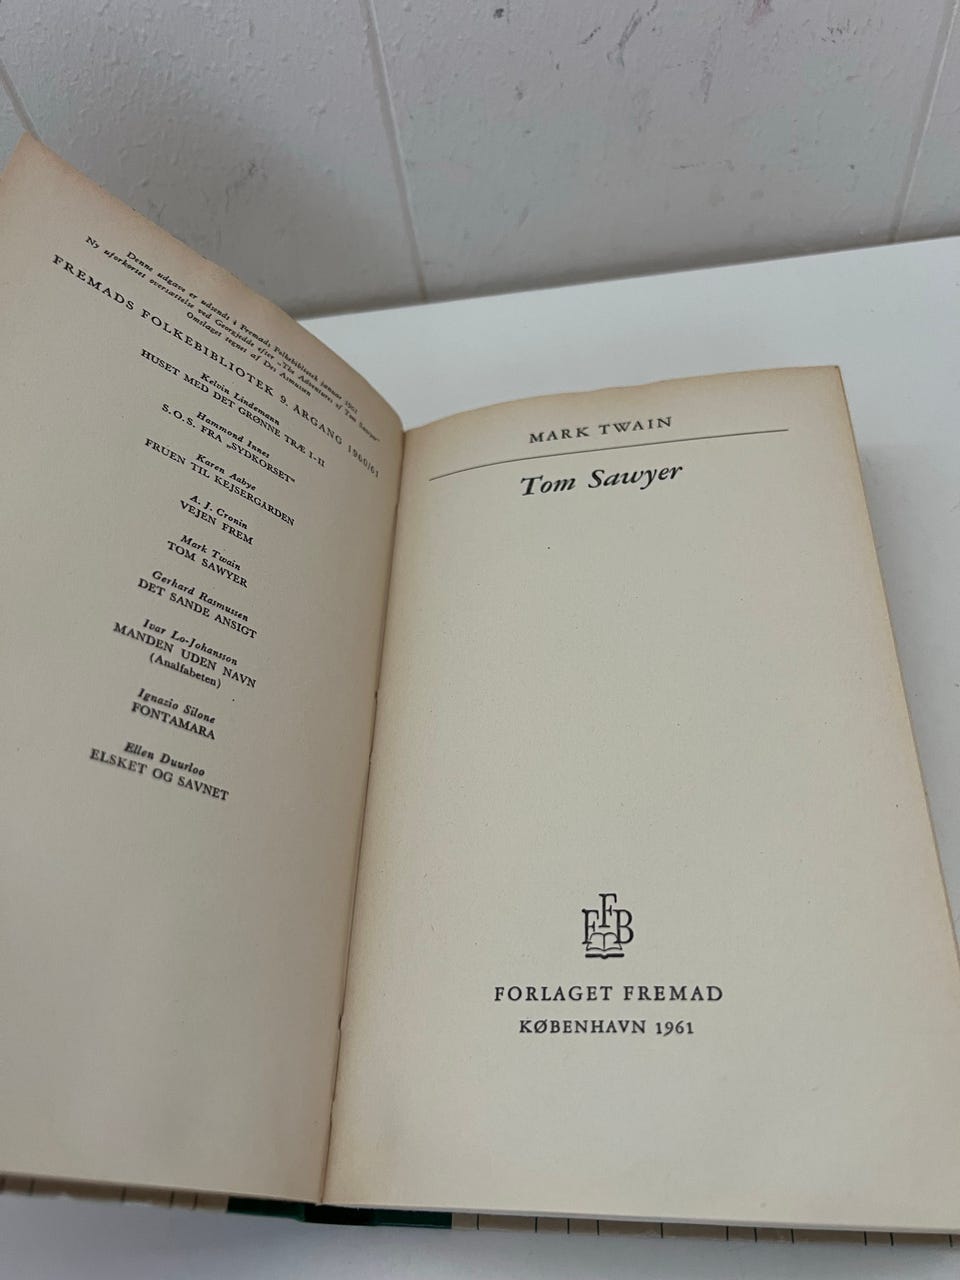 Denne udgave er udsendt i Fremads Folkebibliotek januar 1961
Ny uforkortet oversættelse ved Georgjedde efter „The Adventures af Tom Sawyer“
Omslaget tegnet af Des Asmussen
FREMADS FOLKEBIBLIOTEK 9. ÅRGANG 1960/61
Kelvin Lindemann
HUSET MED DET GRØNNE TRÆ I-II
Hammond Innes
S.O.S. FRA „SYDKORSET“
Karen Aabye
FRUEN TIL KEJSERGÅRDEN
A. J. Cronin
VEJEN FREM
Mark Twain
TOM SAWYER
Gerhard Rasmussen
DET SANDE ANSIGT
Ivar Lo-Johansson
MANDEN UDEN NAVN
(Analfabeten)
Ignazio Silone
FONTAMARA
Ellen Duurloo
ELSKET OG SAVNET
MARK TWAIN
Tom Sawyer
FFB
FORLAGET FREMAD
KØBENHAVN 1961